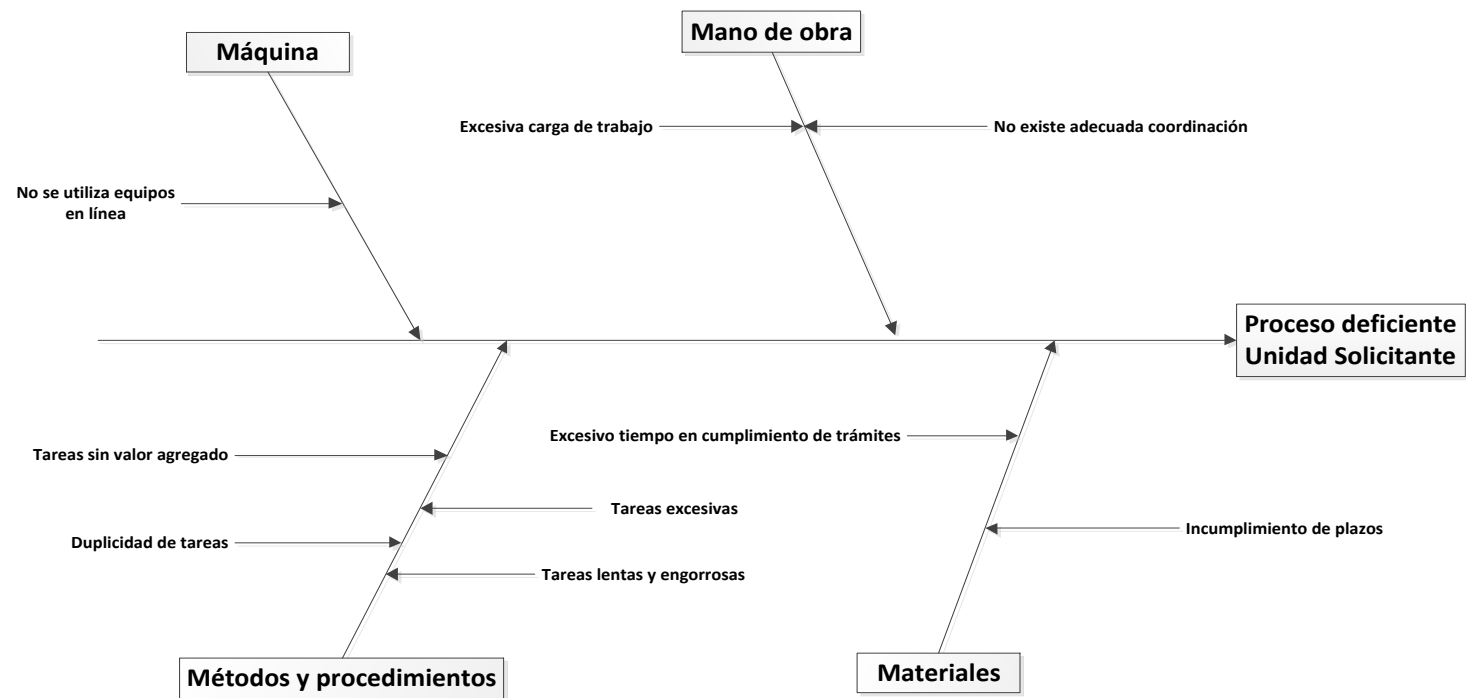 Mano de obra
Máquina
Excesiva carga de trabajo
No existe adecuada coordinación
No se utiliza equipos
en línea
Proceso deficiente
Unidad Solicitante
Excesivo tiempo en cumplimiento de trámites
Tareas sin valor agregado
Tareas excesivas
Incumplimiento de plazos
Duplicidad de tareas
Tareas lentas y engorrosas
Métodos y procedimientos
Materiales